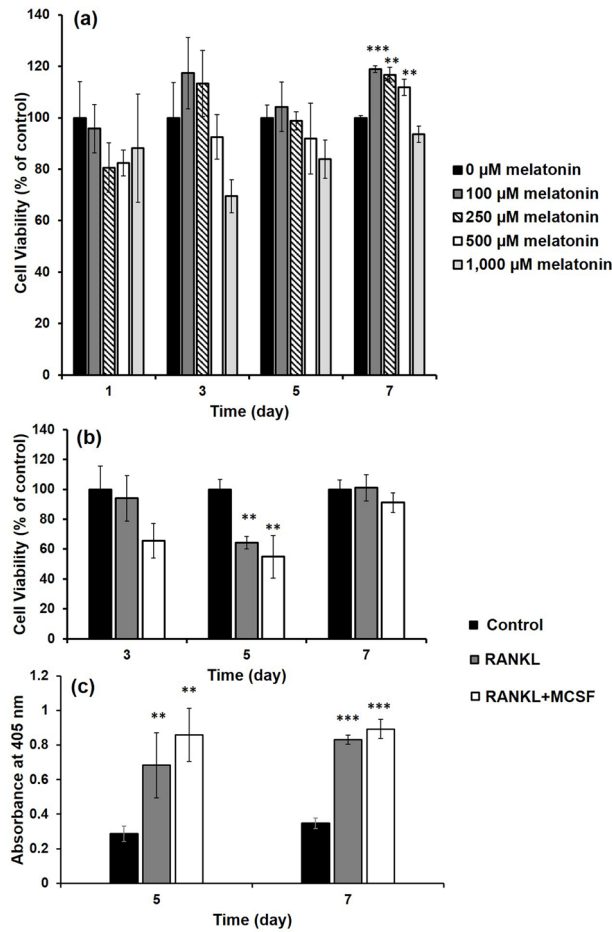 (a)
140
120
100
80
60
40
20
0
Cell Viability (% of control)
*** ** **
1 3 5 7
Time (day)
0 µM melatonin
100 µM melatonin
250 µM melatonin
500 µM melatonin
1,000 µM melatonin
(b)
140
120
100
80
60
40
20
0
Cell Viability (% of control)
** **
3 5 7
Time (day)
Control
RANKL
RANKL+MCSF
(c)
1.2
1
0.8
0.6
0.4
0.2
0
Absorbance at 405 nm
** ** *** ***
5 7
Time (day)